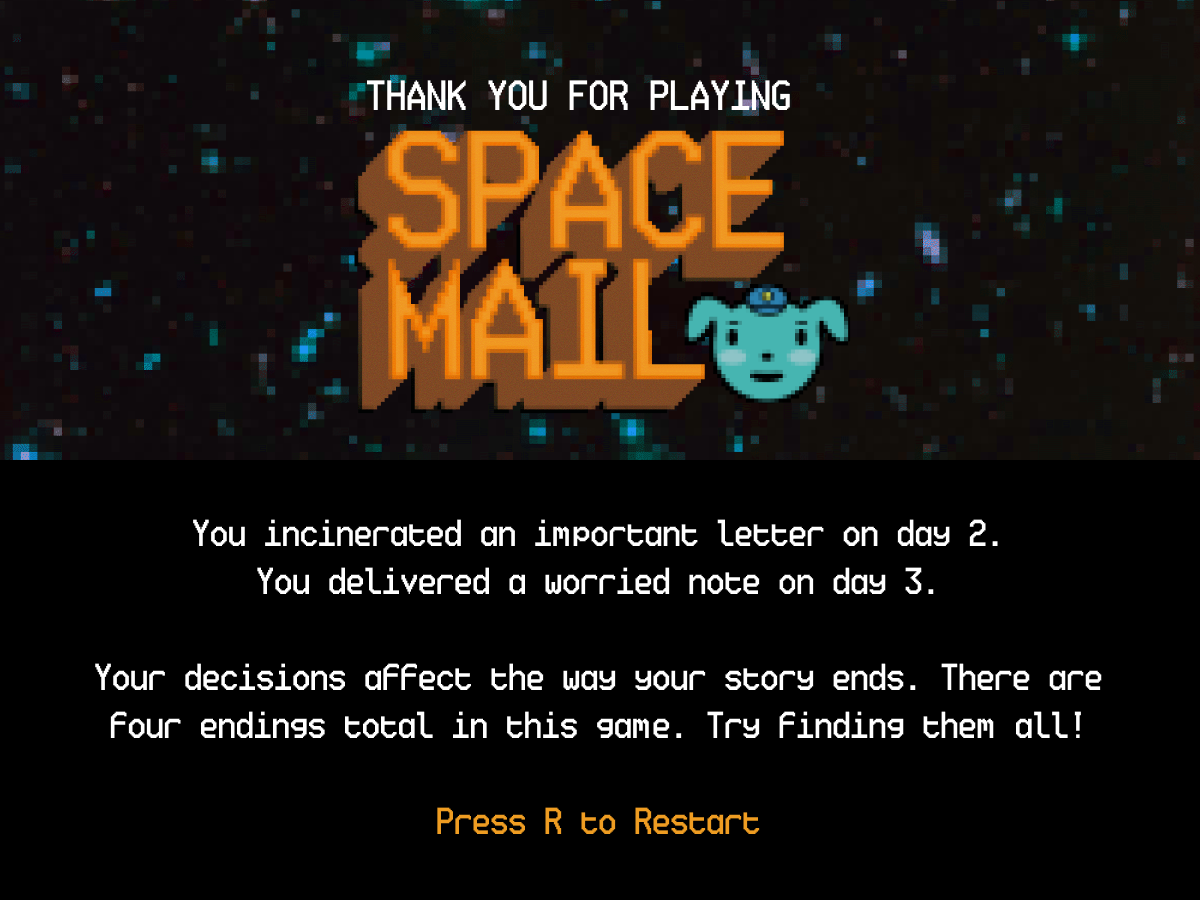 THANK YOU FOR PLAYING
SPACE
MAIL
You incinerated an important letter on day 2.
You delivered a worried note on day 3.
Your decisions affect the way your story ends. There are
four endings total in this game. Try finding them all!
Press R to Restart